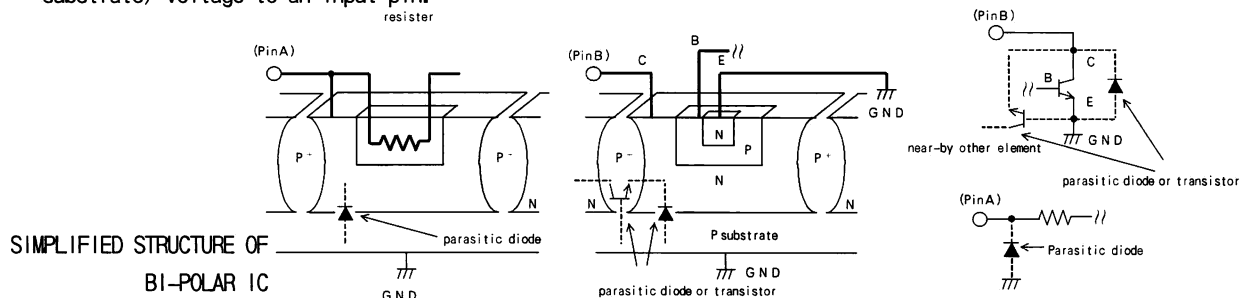 substrate) voltage to an input pin.
resister
(PinA)
(PinB)
C
B
E
GND
P+
P-
N
N
P-
N
P
N
P+
N
parasitic diode
P substrate
GND
GND
parasitic diode or transistor
SIMPLIFIED STRUCTURE OF
BI-POLAR IC
(PinB)
C
B
E
GND
near-by other element
parasitic diode or transistor
(PinA)
Parasitic diode